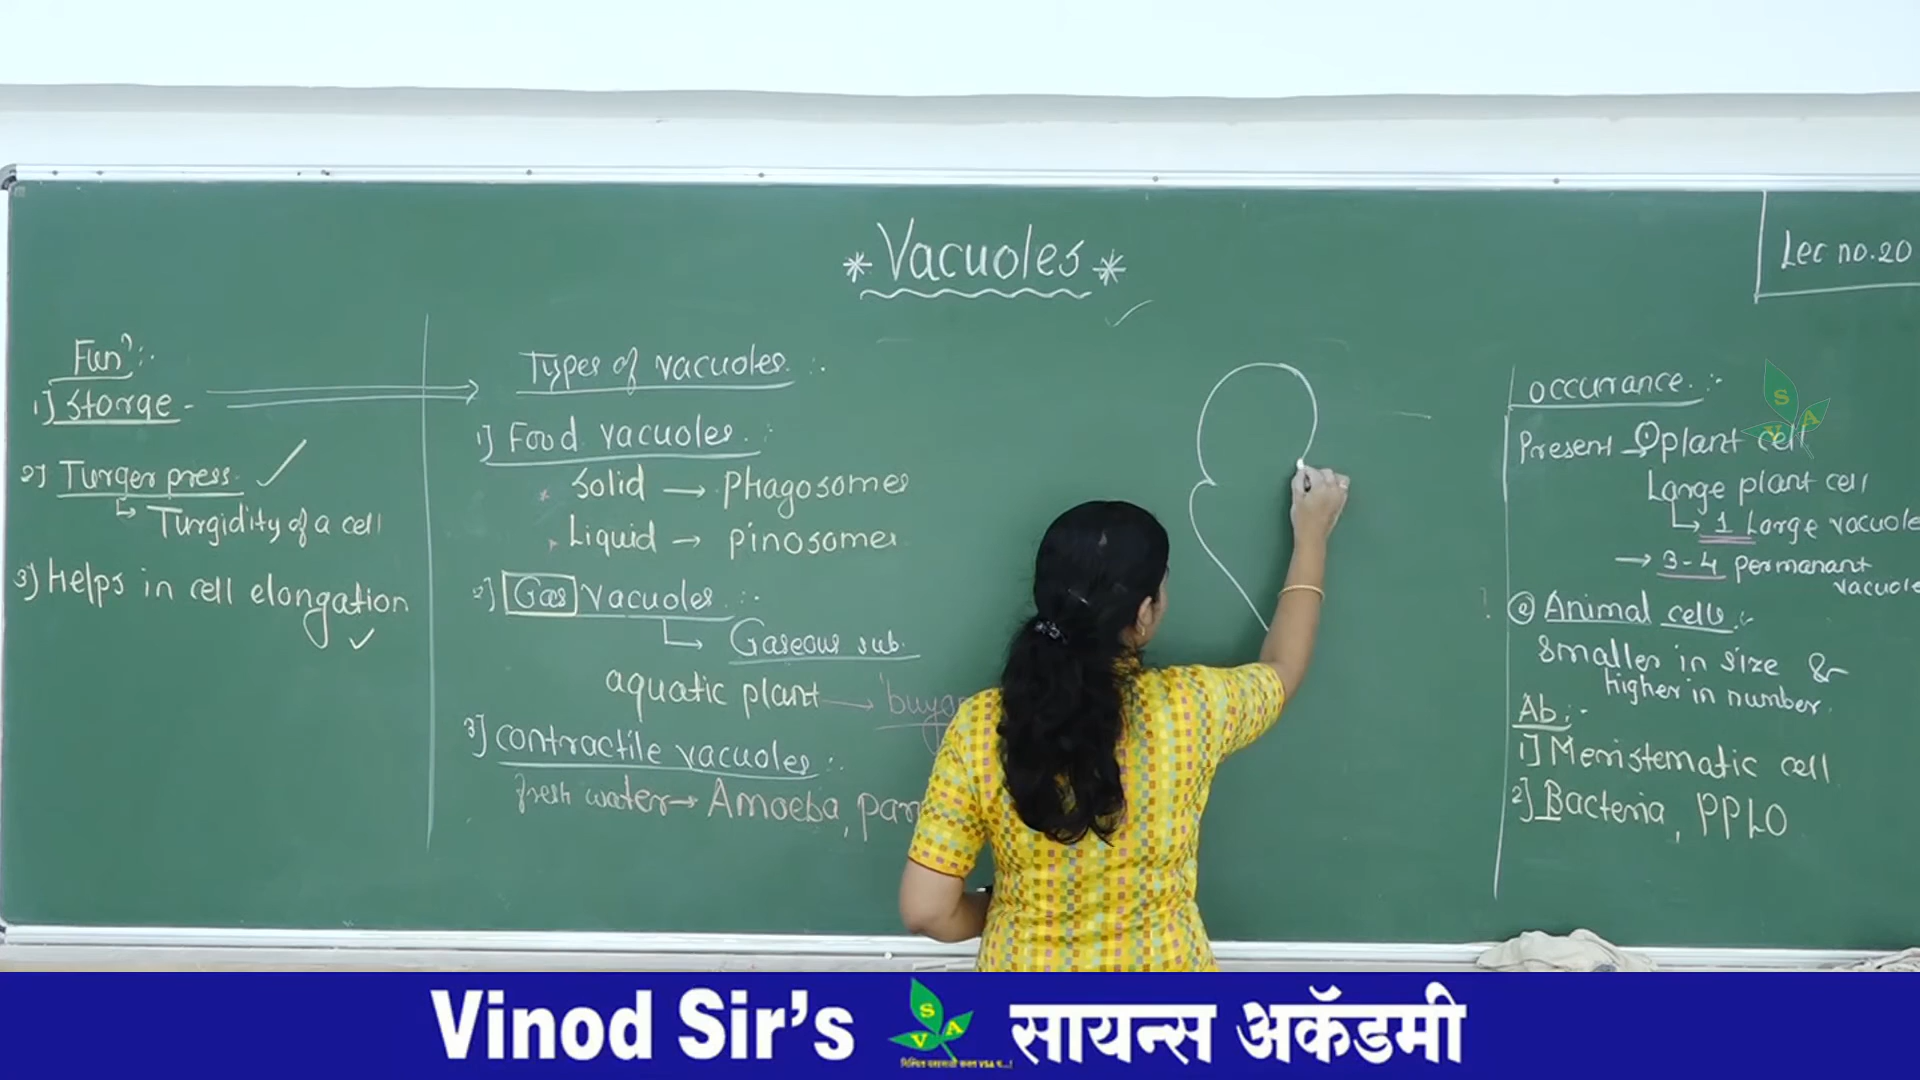 * Vacuoles *
Lec no.20
Funⁿ :-
1] Storge -
2] Turger press.
↳ Turgidity of a cell
3) Helps in cell elongation
Types of vacuoles :-
1] Food vacuoles :-
* Solid → phagosomes
* Liquid → pinosomes
2] Gas vacuoles :-
↳ Gaseous sub.
aquatic plant →
3] contractile vacuoles :-
fresh water → Amoeba,
occurance :-
Present → ① plant cell
Large plant cell
↳ 1 Large vacuole
→ 3-4 permanant
vacuole
② Animal cells :-
Smaller in size &
higher in number.
Ab :-
1] Meristematic cell
2] Bacteria, PPLO
S
V A
Vinod Sir's S V A सायन्स अकॅडमी